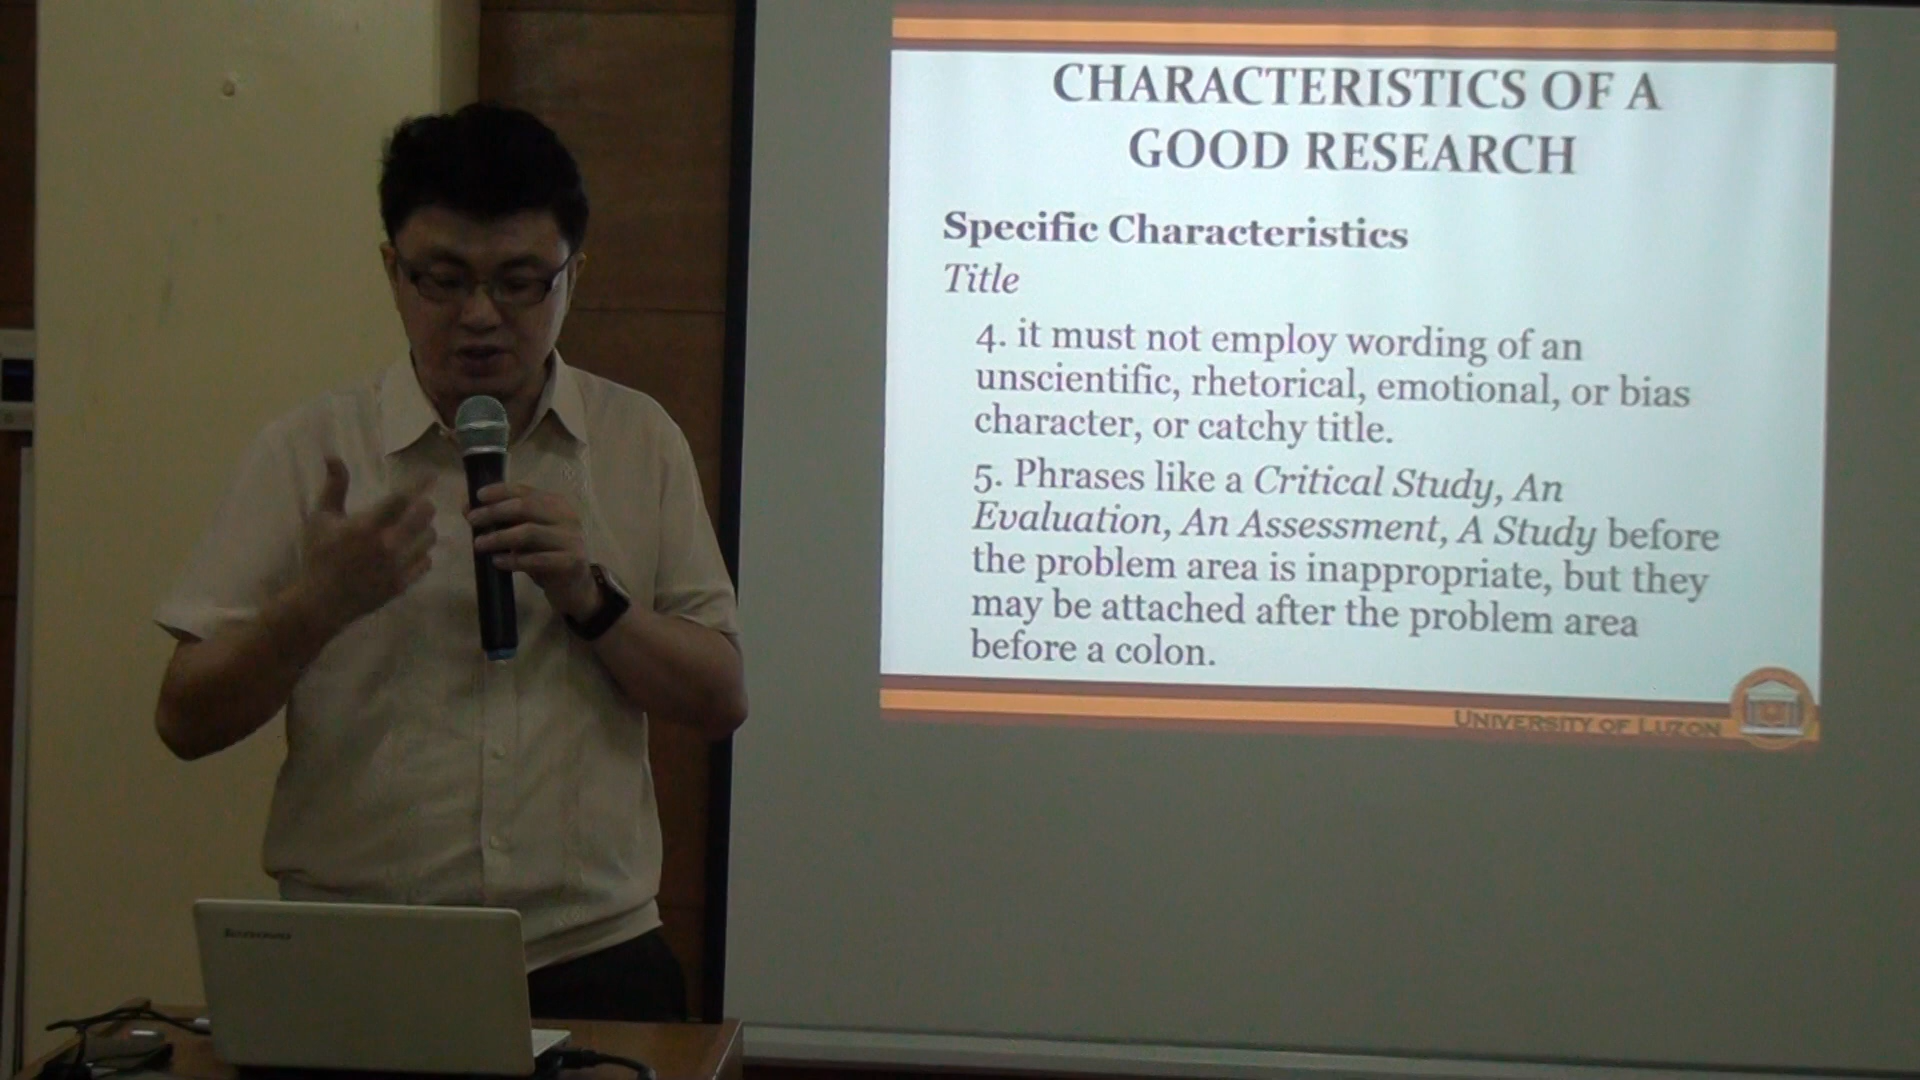 CHARACTERISTICS OF A
GOOD RESEARCH
Specific Characteristics
Title
4. it must not employ wording of an
unscientific, rhetorical, emotional, or bias
character, or catchy title.
5. Phrases like a Critical Study, An
Evaluation, An Assessment, A Study before
the problem area is inappropriate, but they
may be attached after the problem area
before a colon.
UNIVERSITY OF LUZON
lenovo